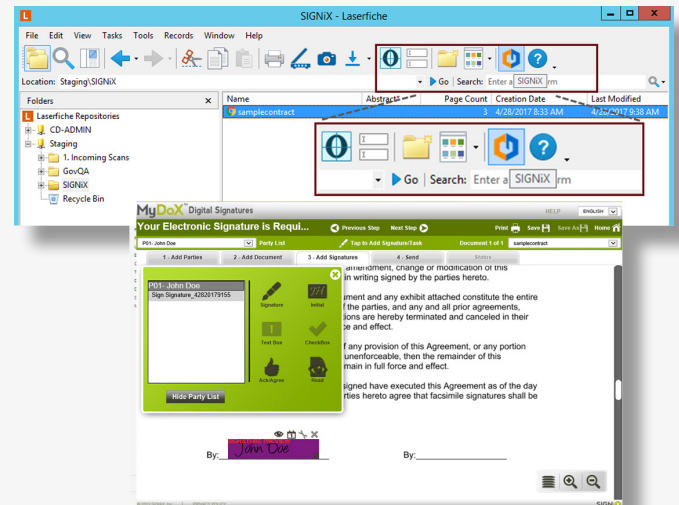 SIGNiX - Laserfiche
File Edit View Tasks Tools Records Window Help
Location: Staging\SIGNiX
Go Search: Enter a SIGNiX rm
Folders
Name Abstract Page Count Creation Date Last Modified
Laserfiche Repositories
samplecontract 3 4/28/2017 8:33 AM 4/28/2017 9:38 AM
CD-ADMIN
Staging
1. Incoming Scans
GovQA
SIGNiX
Recycle Bin
Go Search: Enter a SIGNiX rm
MyDoX Digital Signatures
HELP ENGLISH
Your Electronic Signature is Requi...
Previous Step Next Step
Print Save Save As Home
P01- John Doe Party List Tap to Add Signature/Task Document 1 of 1 samplecontract
1 - Add Parties 2 - Add Document 3 - Add Signatures 4 - Send Status
amendment, change or modification of this
in writing signed by the parties hereto.
P01- John Doe
Sign Signature_42820179155
Signature Initial
Text Box CheckBox
Ack/Agree Read
Hide Party List
ument and any exhibit attached constitute the entire
f the parties, and any and all prior agreements,
tions are hereby terminated and canceled in their
ce and effect.
f any provision of this Agreement, or any portion
unenforceable, then the remainder of this
main in full force and effect.
signed have executed this Agreement as of the day
rties hereto agree that facsimile signatures shall be
By: John Doe By:
SIGN